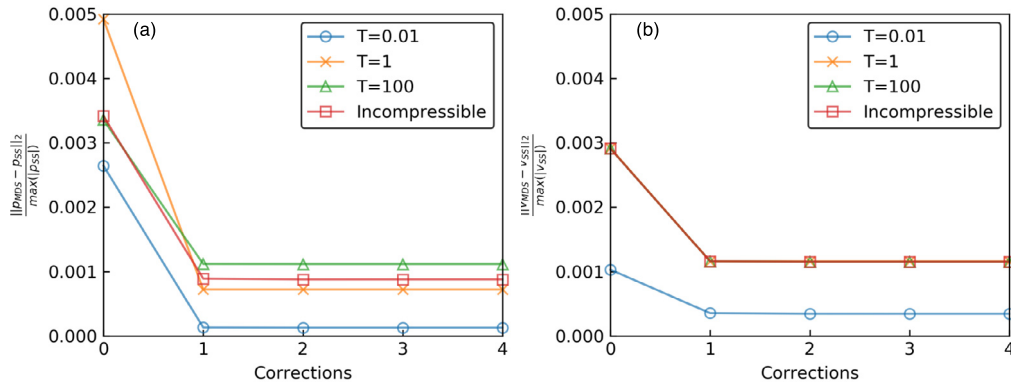 (a)
T=0.01
T=1
T=100
Incompressible
0.005
0.004
0.003
0.002
0.001
0.000
||p_MDS − p_SS||_2
max(|p_SS|)
0 1 2 3 4
Corrections
(b)
T=0.01
T=1
T=100
Incompressible
0.005
0.004
0.003
0.002
0.001
0.000
||v_MDS − v_SS||_2
max(|v_SS|)
0 1 2 3 4
Corrections